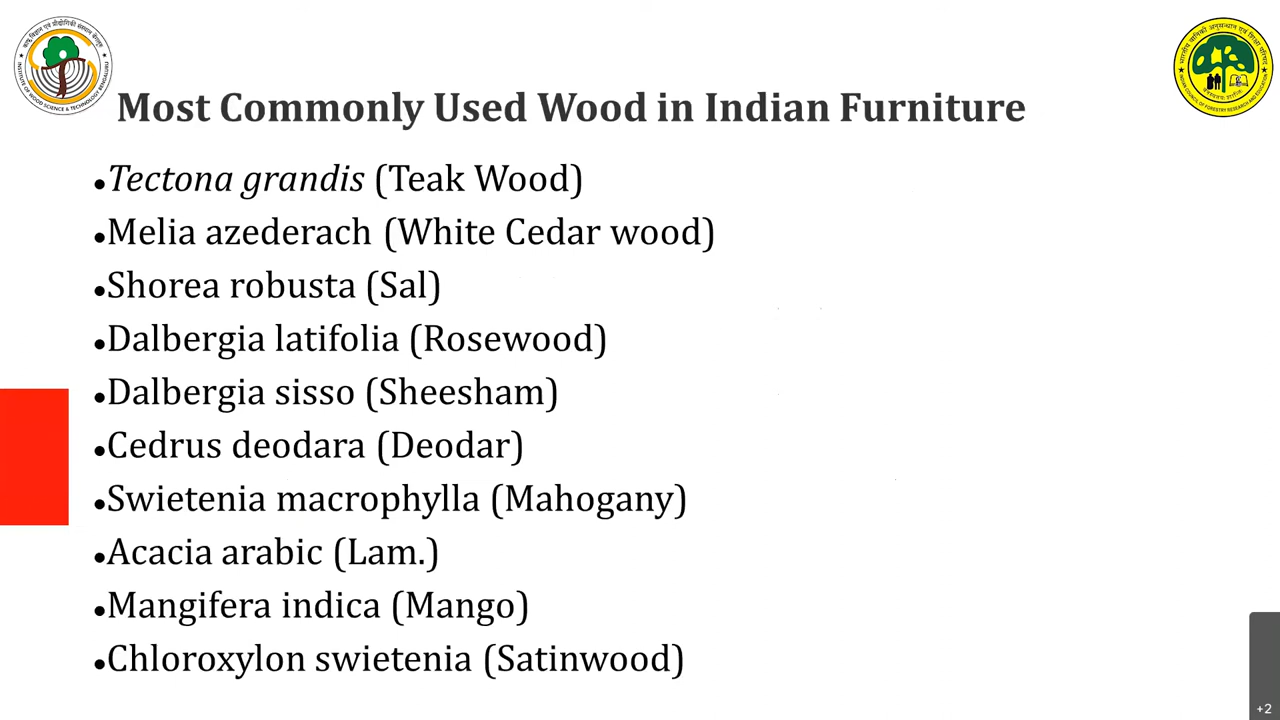 Most Commonly Used Wood in Indian Furniture
●Tectona grandis (Teak Wood)
●Melia azederach (White Cedar wood)
●Shorea robusta (Sal)
●Dalbergia latifolia (Rosewood)
●Dalbergia sisso (Sheesham)
●Cedrus deodara (Deodar)
●Swietenia macrophylla (Mahogany)
●Acacia arabic (Lam.)
●Mangifera indica (Mango)
●Chloroxylon swietenia (Satinwood)
+2